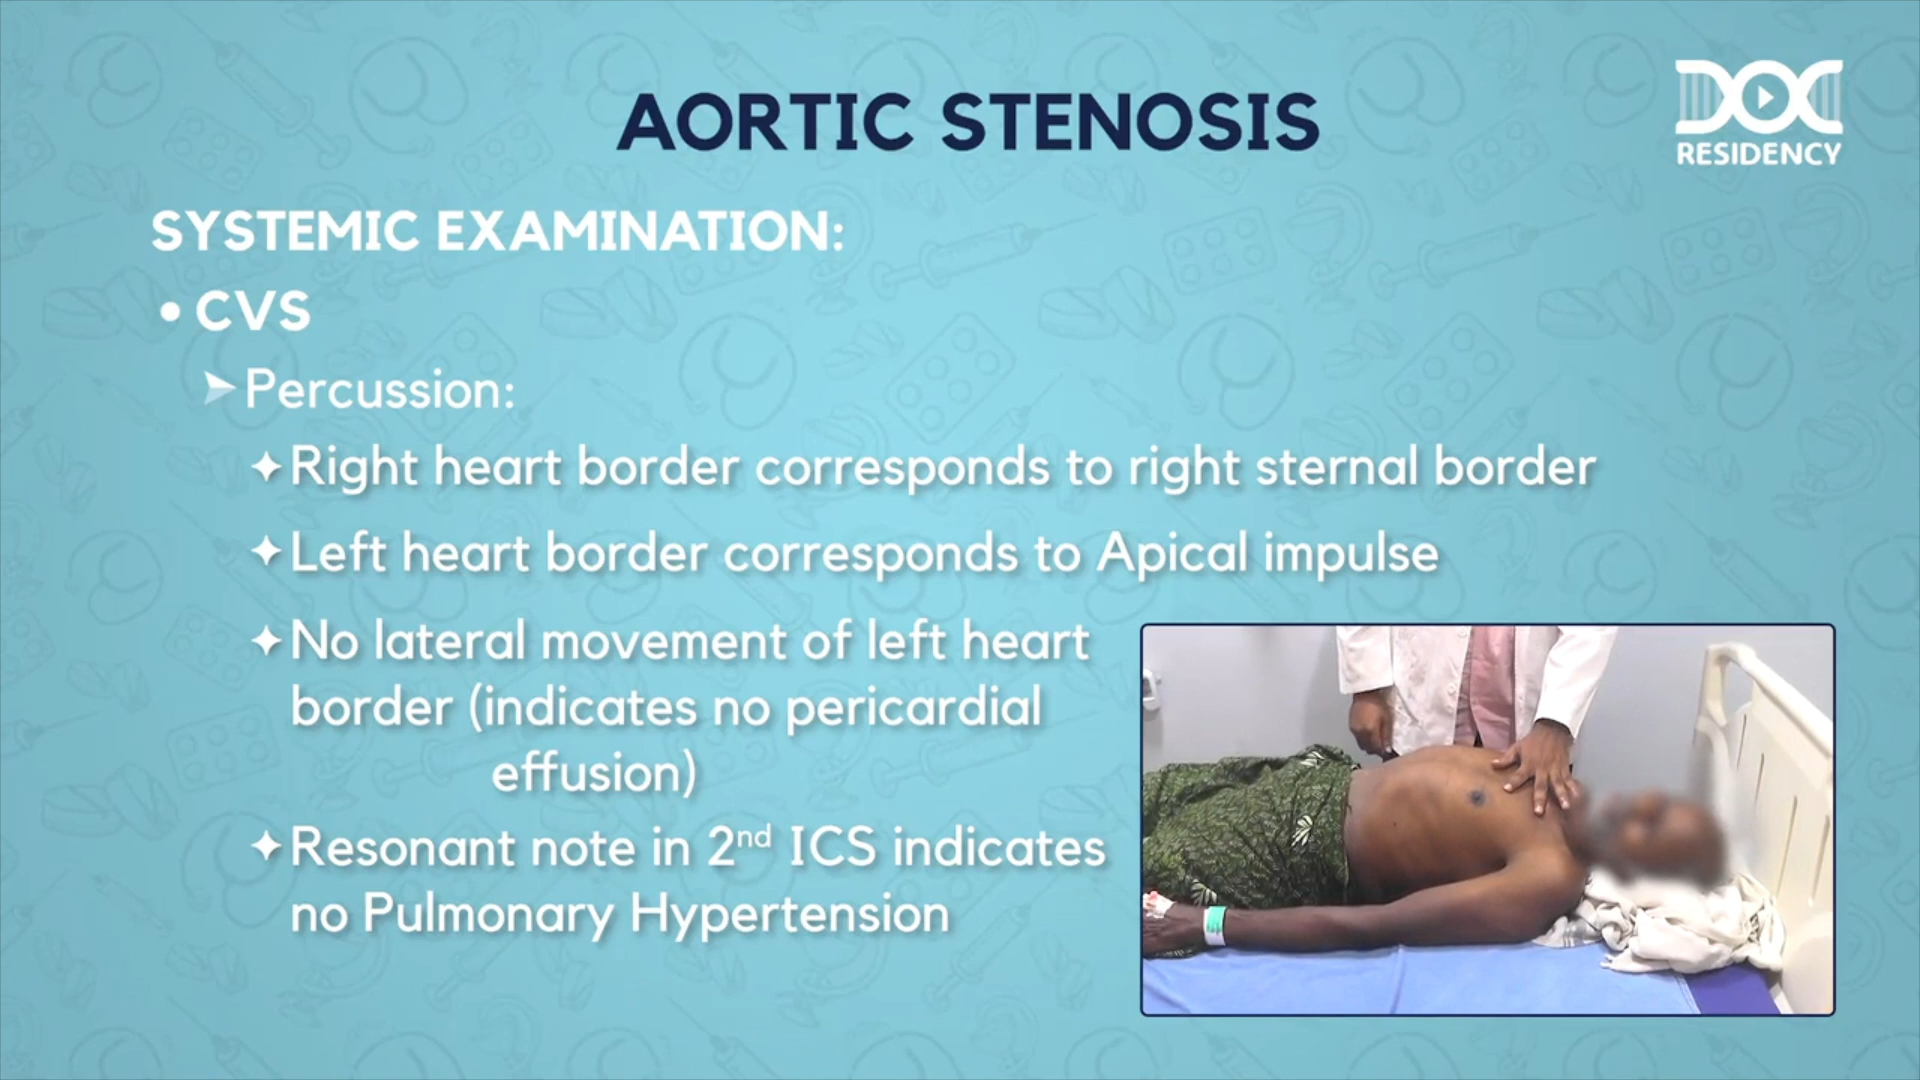 AORTIC STENOSIS
DOC
RESIDENCY
SYSTEMIC EXAMINATION:
• CVS
➤ Percussion:
✦ Right heart border corresponds to right sternal border
✦ Left heart border corresponds to Apical impulse
✦ No lateral movement of left heart
border (indicates no pericardial
effusion)
✦ Resonant note in 2nd ICS indicates
no Pulmonary Hypertension